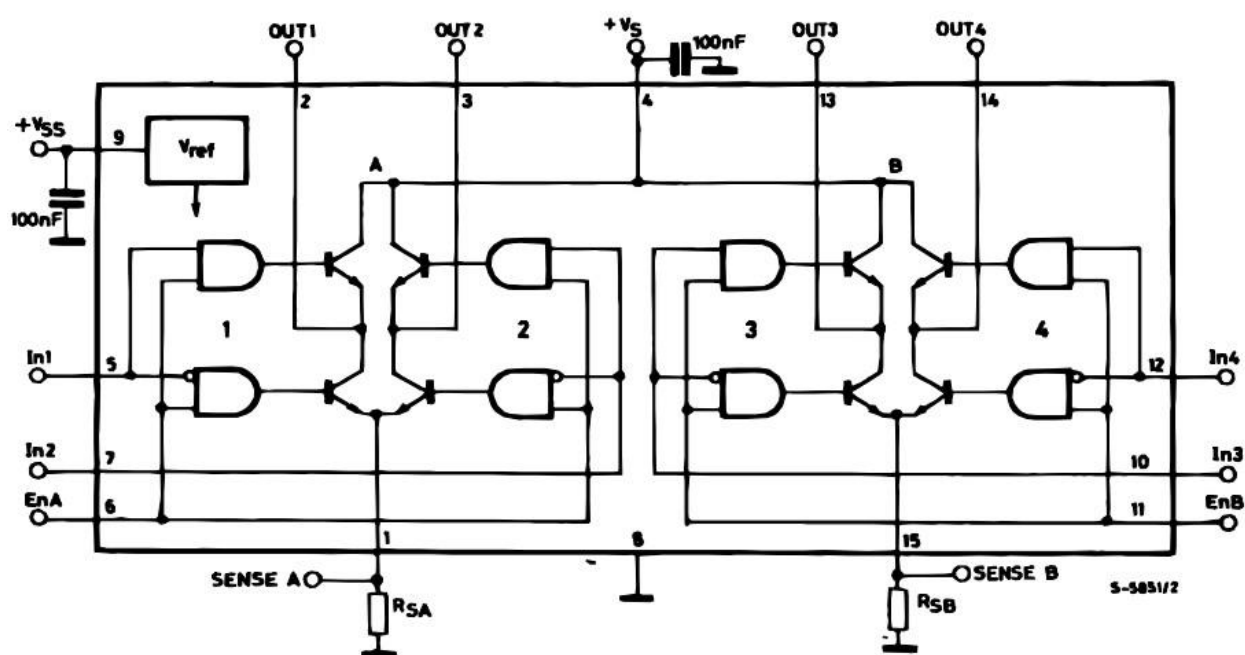 OUT1 OUT2 +VS 100nF OUT3 OUT4
2 3 4 13 14
+VSS 9 Vref
A B
100nF
1 2 3 4
In1 5 12 In4
In2 7 10 In3
EnA 6 11 EnB
1 8 15
SENSE A SENSE B
S-5851/2
RSA RSB